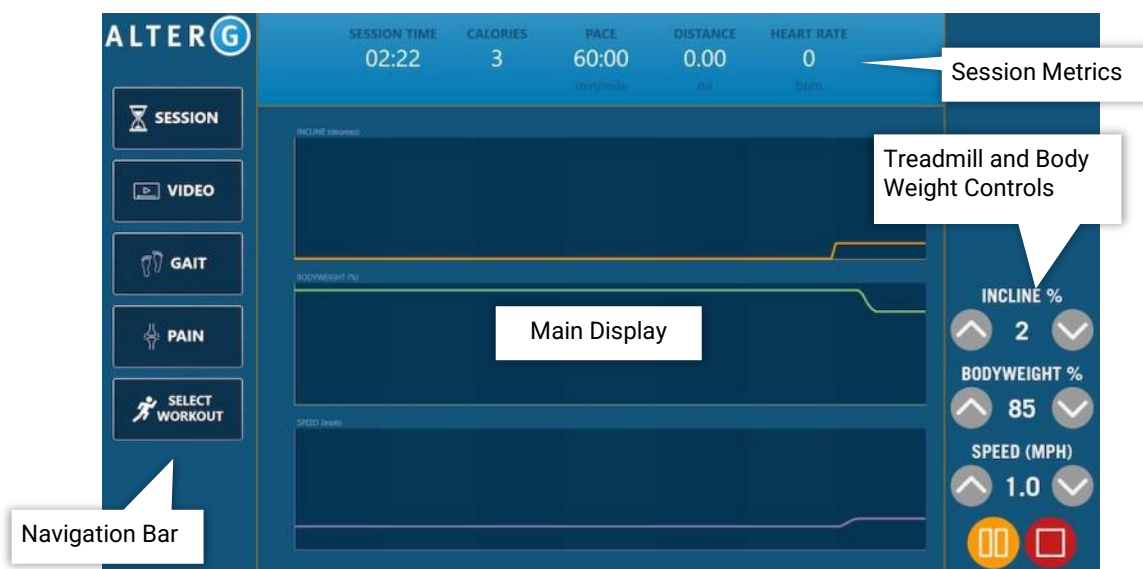 ALTERG
SESSION TIME CALORIES PACE DISTANCE HEART RATE
02:22 3 60:00 0.00 0
min/mile mi bpm
Session Metrics
SESSION
VIDEO
GAIT
PAIN
SELECT
WORKOUT
Navigation Bar
INCLINE (degrees)
BODYWEIGHT (%)
Main Display
SPEED (mph)
Treadmill and Body
Weight Controls
INCLINE %
2
BODYWEIGHT %
85
SPEED (MPH)
1.0